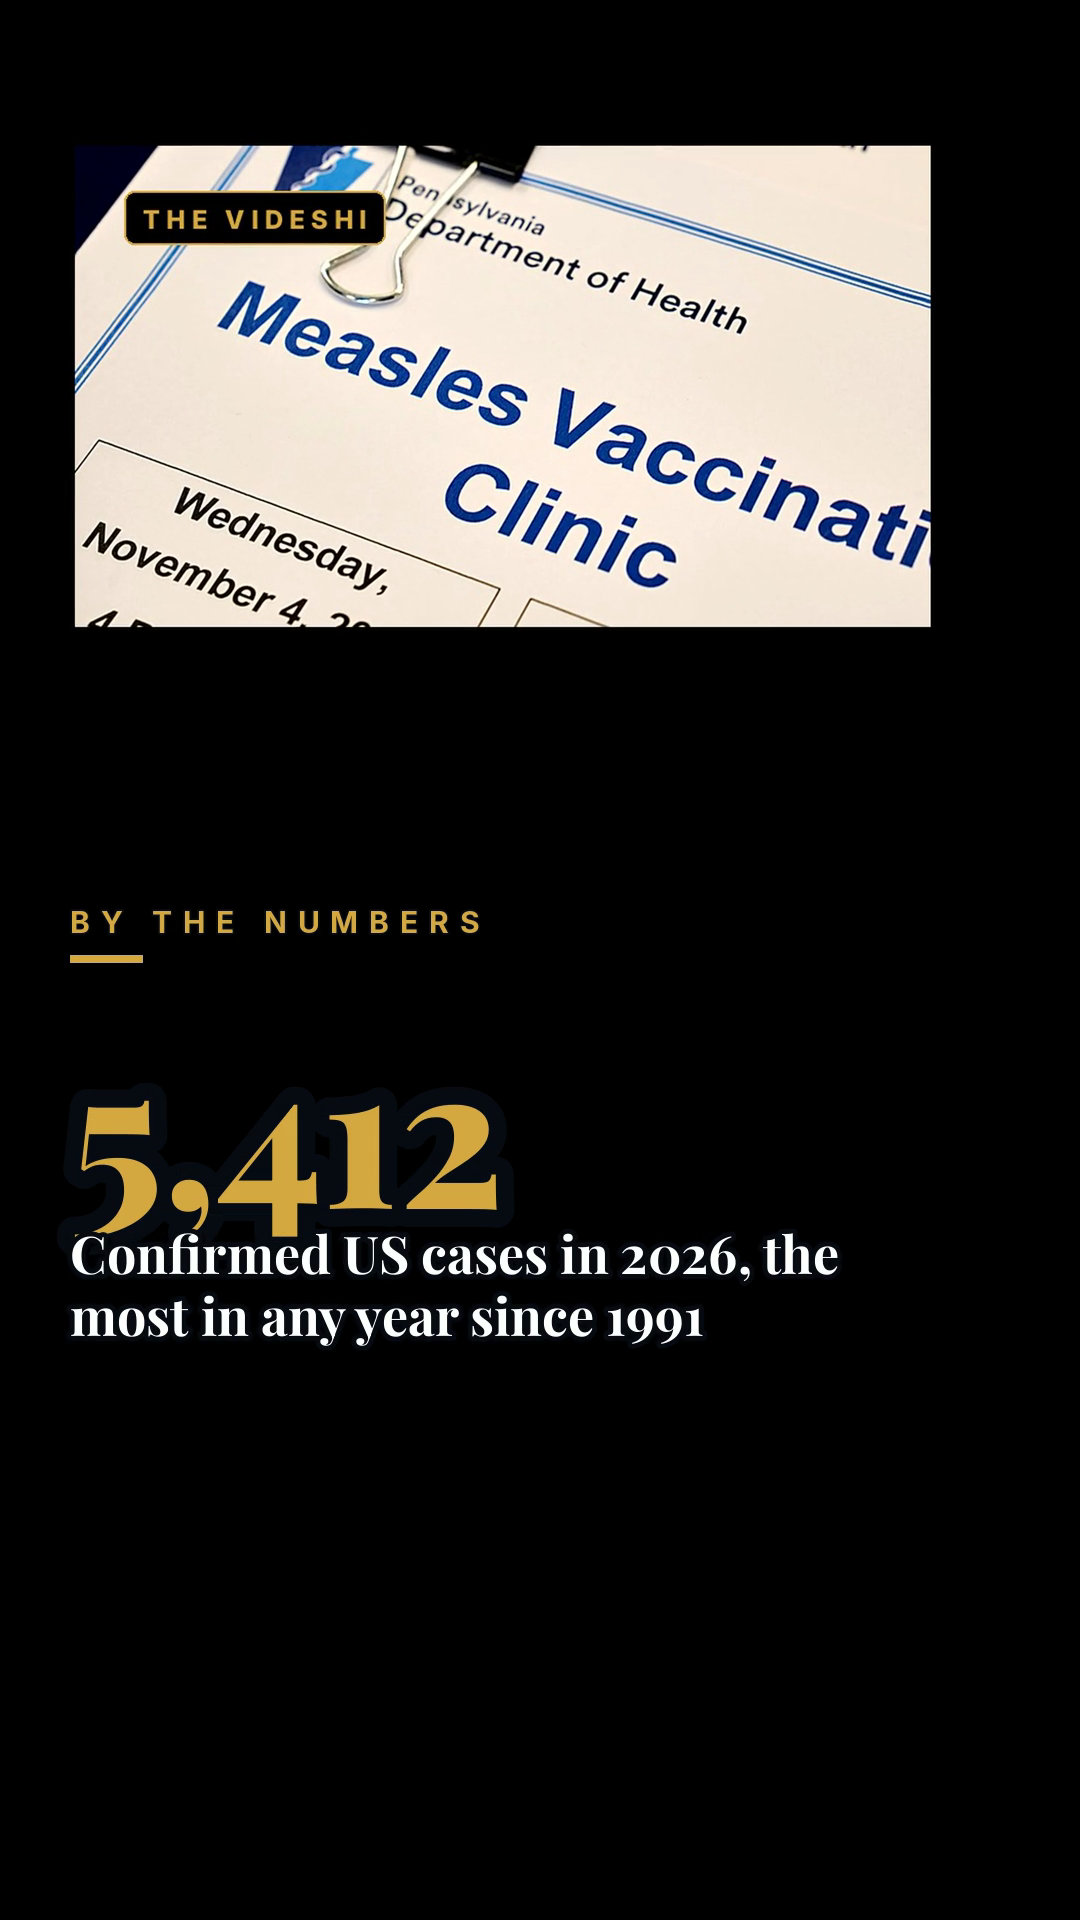 THE VIDESHI
Pennsylvania
Department of Health
Measles
Clinic
Wednesday,
November 4,
BY THE NUMBERS
5,412
Confirmed US cases in 2026, the
most in any year since 1991